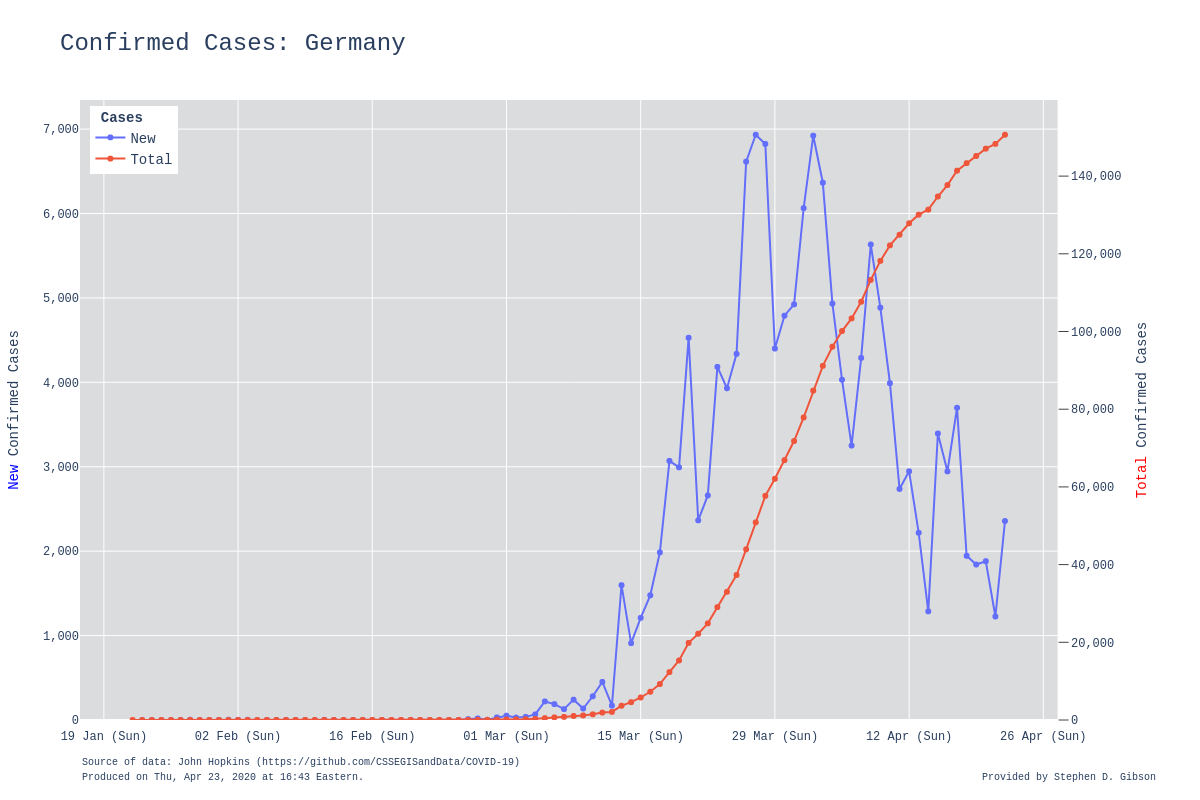 Confirmed Cases: Germany
Cases
New
Total
7,000
6,000
5,000
4,000
3,000
2,000
1,000
0
New Confirmed Cases
140,000
120,000
100,000
80,000
60,000
40,000
20,000
0
Total Confirmed Cases
19 Jan (Sun) 02 Feb (Sun) 16 Feb (Sun) 01 Mar (Sun) 15 Mar (Sun) 29 Mar (Sun) 12 Apr (Sun) 26 Apr (Sun)
Source of data: John Hopkins (https://github.com/CSSEGISandData/COVID-19)
Produced on Thu, Apr 23, 2020 at 16:43 Eastern.
Provided by Stephen D. Gibson